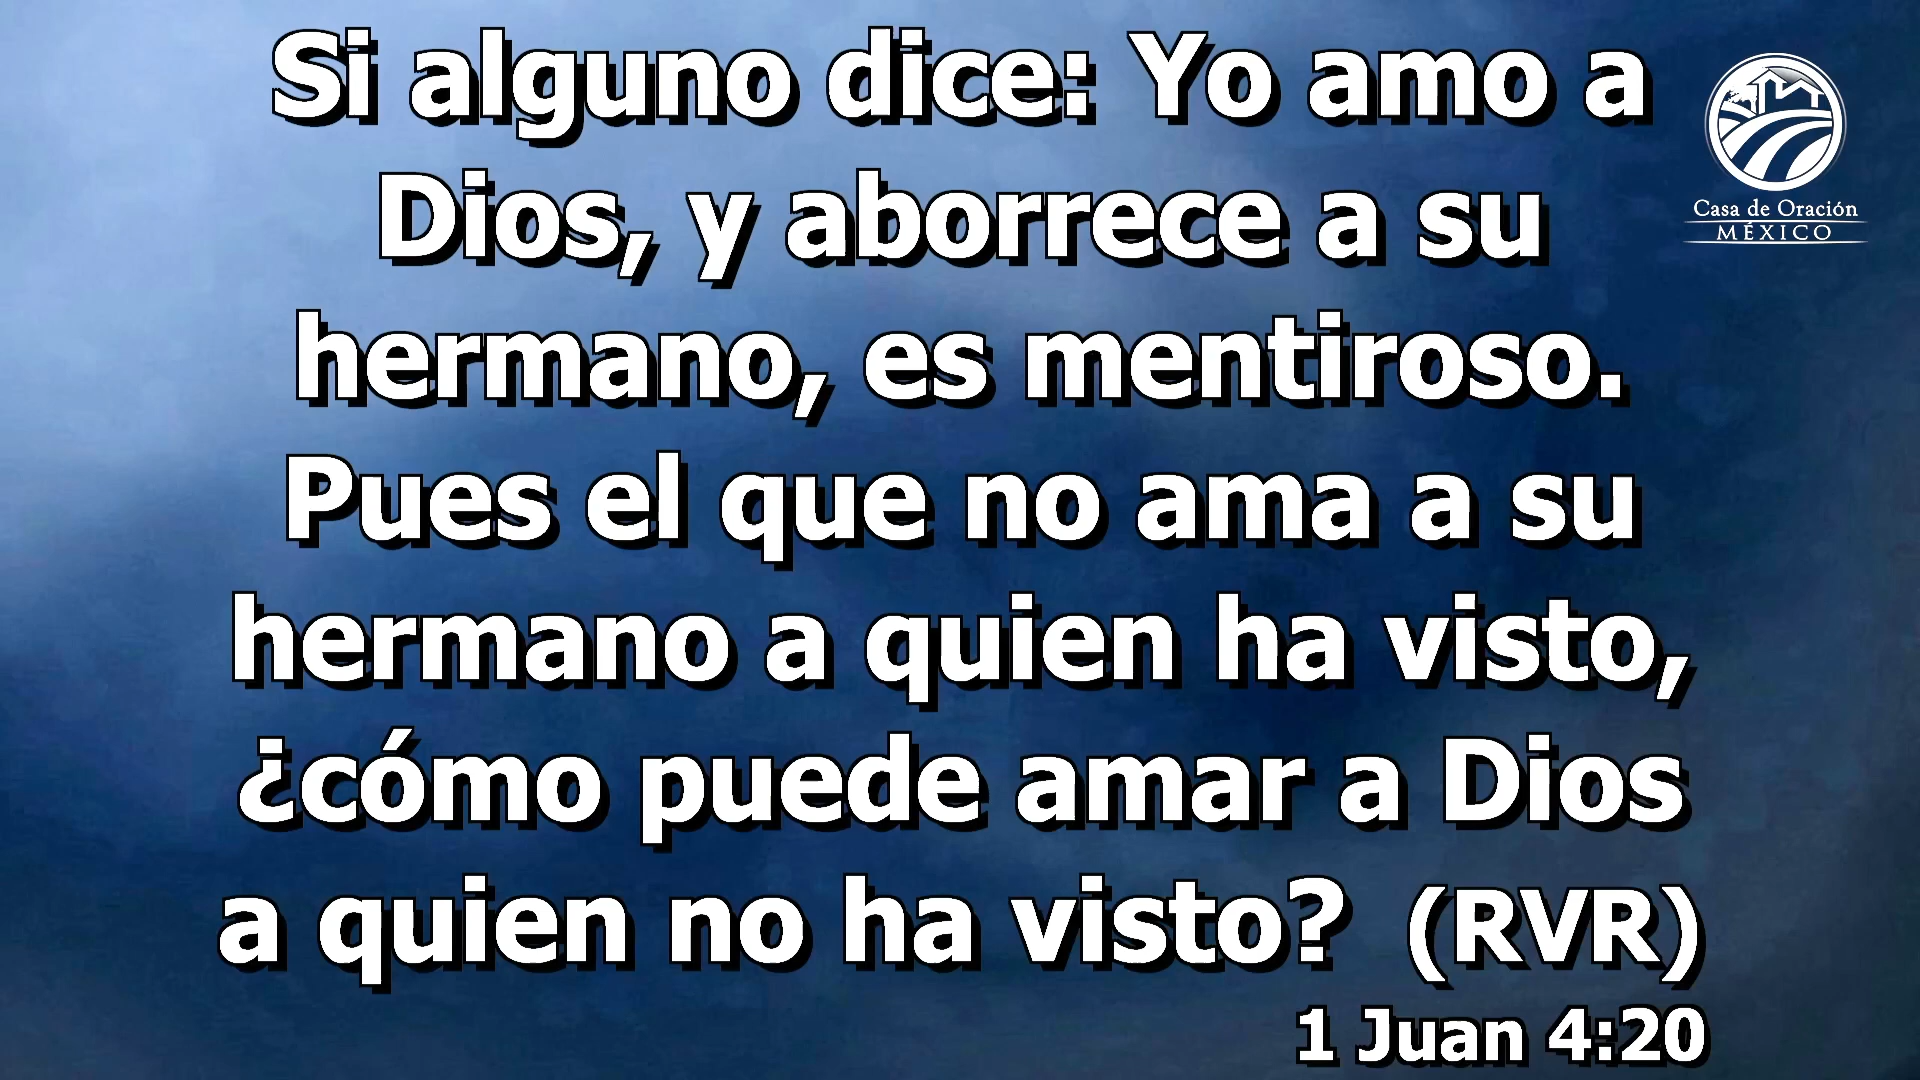 Si alguno dice: Yo amo a
Dios, y aborrece a su
hermano, es mentiroso.
Pues el que no ama a su
hermano a quien ha visto,
¿cómo puede amar a Dios
a quien no ha visto? (RVR)
1 Juan 4:20
Casa de Oración
MÉXICO